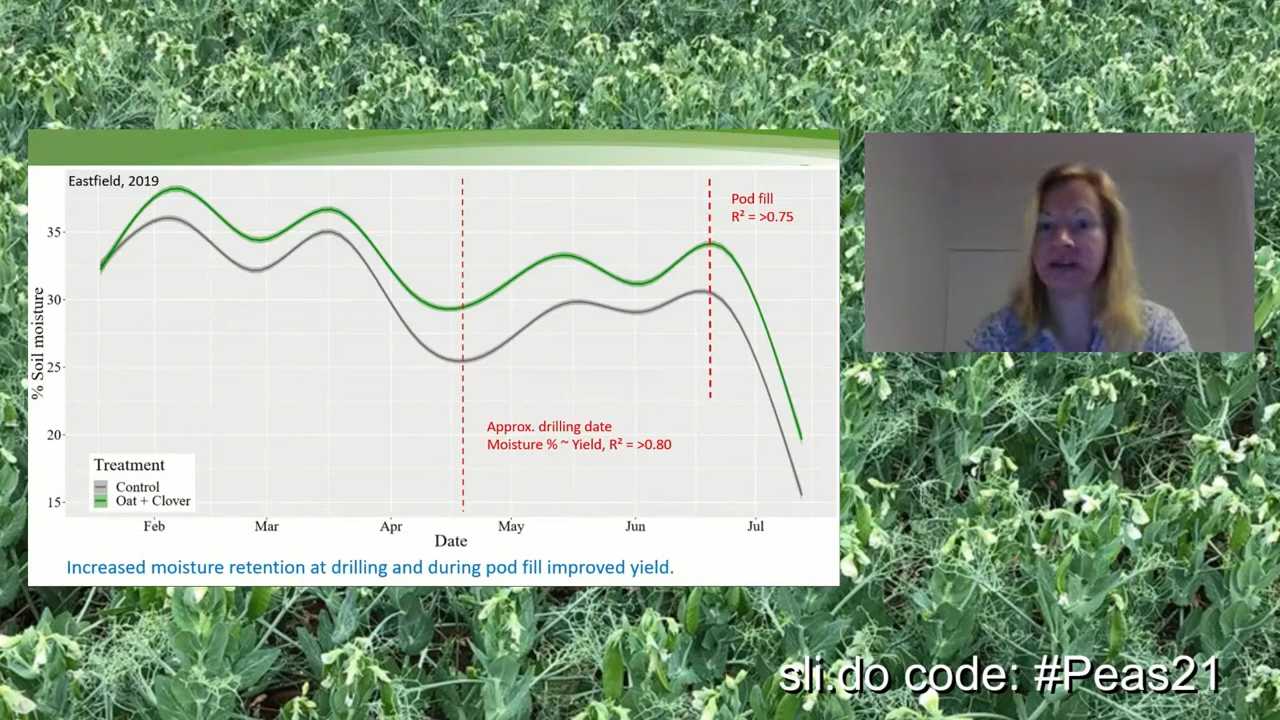 Eastfield, 2019
Pod fill
R² = >0.75
35
30
25
20
15
% Soil moisture
Approx. drilling date
Moisture % ~ Yield, R² = >0.80
Treatment
Control
Oat + Clover
Feb Mar Apr May Jun Jul
Date
Increased moisture retention at drilling and during pod fill improved yield.
sli.do code: #Peas21